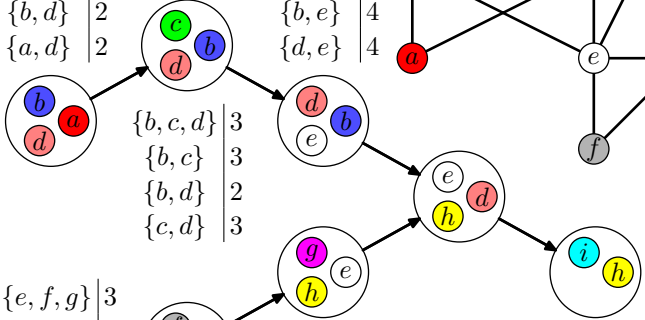 {b, d} 2
{a, d} 2
{b, e} 4
{d, e} 4
a
e
f
c
b
d
b
a
d
{b, c, d} 3
{b, c} 3
{b, d} 2
{c, d} 3
d
b
e
e
d
h
g
e
h
i
h
{e, f, g} 3
f